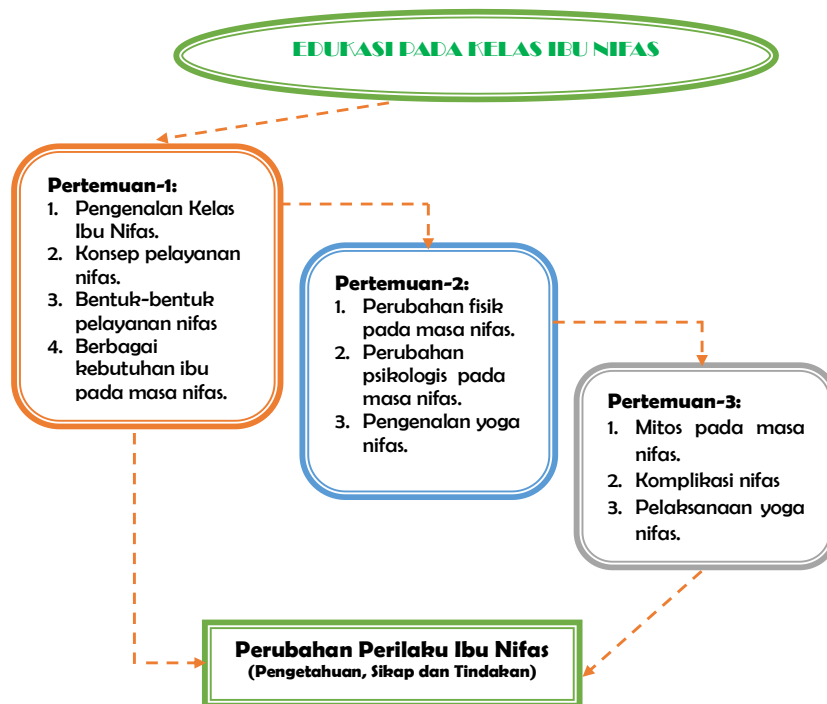 EDUKASI PADA KELAS IBU NIFAS
Pertemuan-1:
1. Pengenalan Kelas
Ibu Nifas.
2. Konsep pelayanan
nifas.
3. Bentuk-bentuk
pelayanan nifas
4. Berbagai
kebutuhan ibu
pada masa nifas.
Pertemuan-2:
1. Perubahan fisik
pada masa nifas.
2. Perubahan
psikologis pada
masa nifas.
3. Pengenalan yoga
nifas.
Pertemuan-3:
1. Mitos pada masa
nifas.
2. Komplikasi nifas
3. Pelaksanaan yoga
nifas.
Perubahan Perilaku Ibu Nifas
(Pengetahuan, Sikap dan Tindakan)